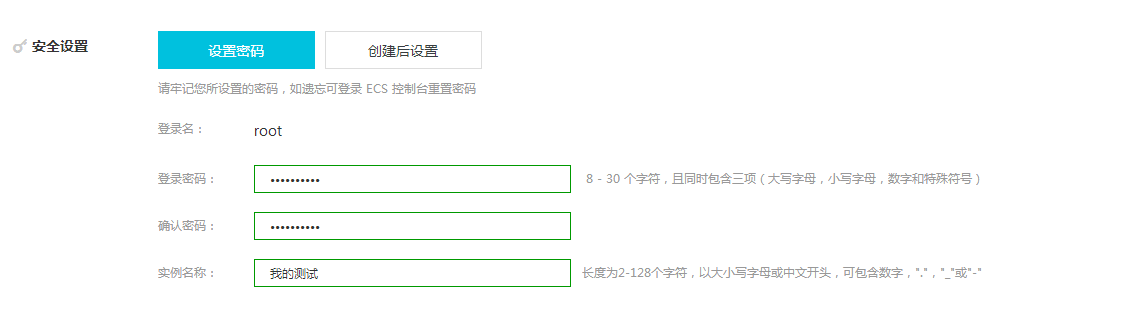 安全设置
设置密码 创建后设置
请牢记您所设置的密码，如遗忘可登录 ECS 控制台重置密码
登录名： root
登录密码： •••••••••• 8 - 30 个字符，且同时包含三项（大写字母，小写字母，数字和特殊符号）
确认密码： ••••••••••
实例名称： 我的测试 长度为2-128个字符，以大小写字母或中文开头，可包含数字，"."，"_"或"-"